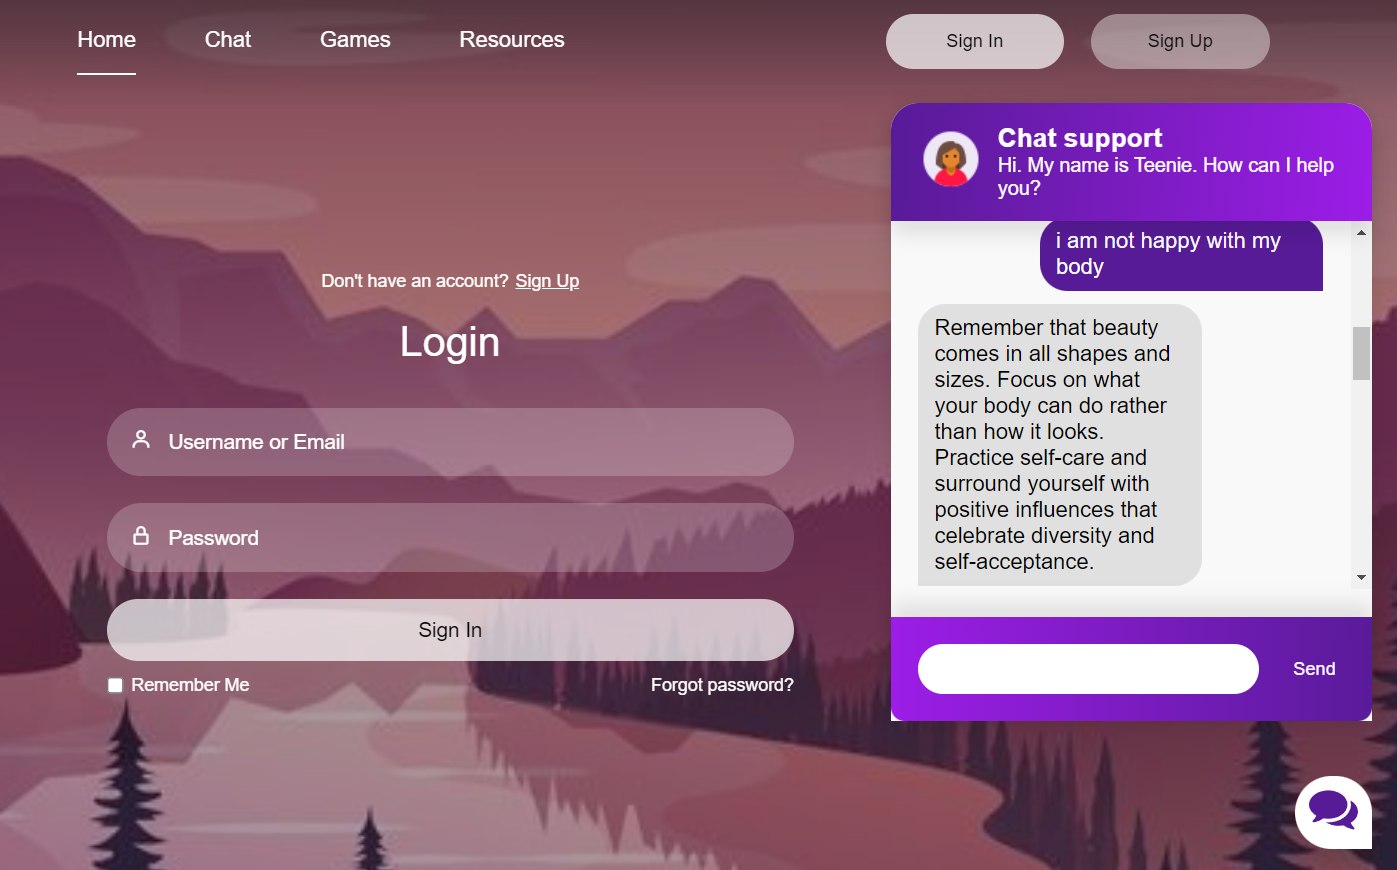 Home Chat Games Resources Sign In Sign Up
Don't have an account? Sign Up
Login
Username or Email
Password
Sign In
Remember Me Forgot password?
Chat support
Hi. My name is Teenie. How can I help
you?
i am not happy with my
body
Remember that beauty
comes in all shapes and
sizes. Focus on what
your body can do rather
than how it looks.
Practice self-care and
surround yourself with
positive influences that
celebrate diversity and
self-acceptance.
Send